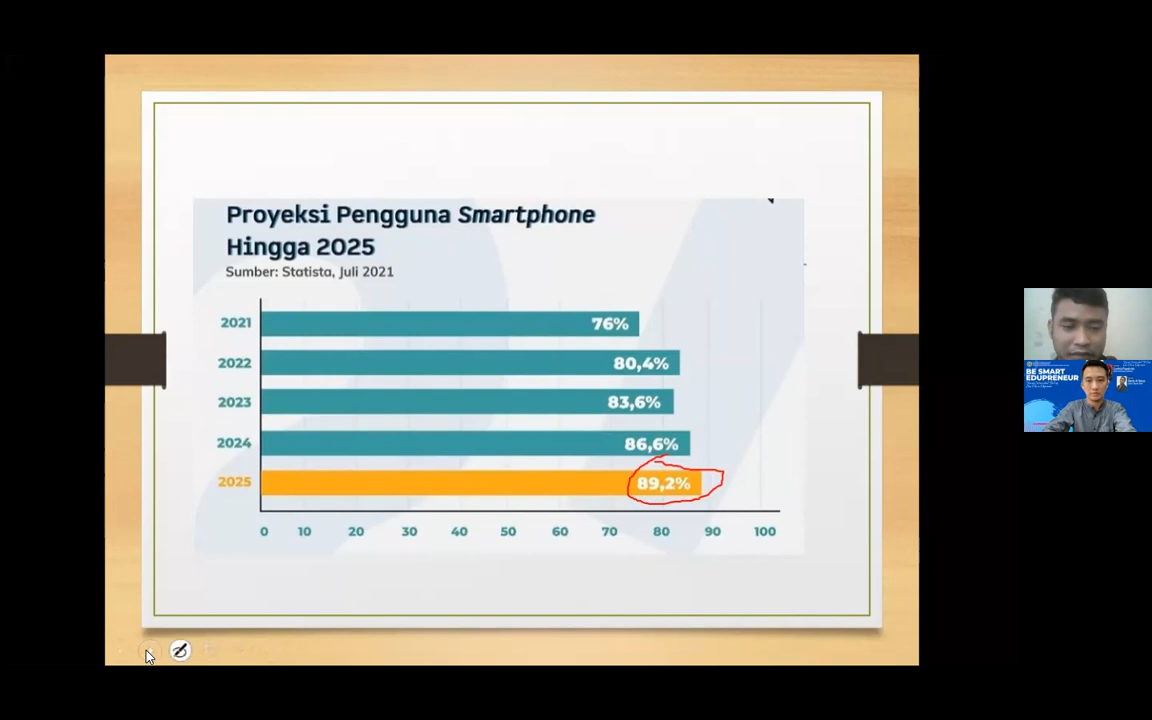 Proyeksi Pengguna Smartphone
Hingga 2025
Sumber: Statista, Juli 2021
2021 76%
2022 80,4%
2023 83,6%
2024 86,6%
2025 89,2%
0 10 20 30 40 50 60 70 80 90 100
BE SMART
EDUPRENEUR